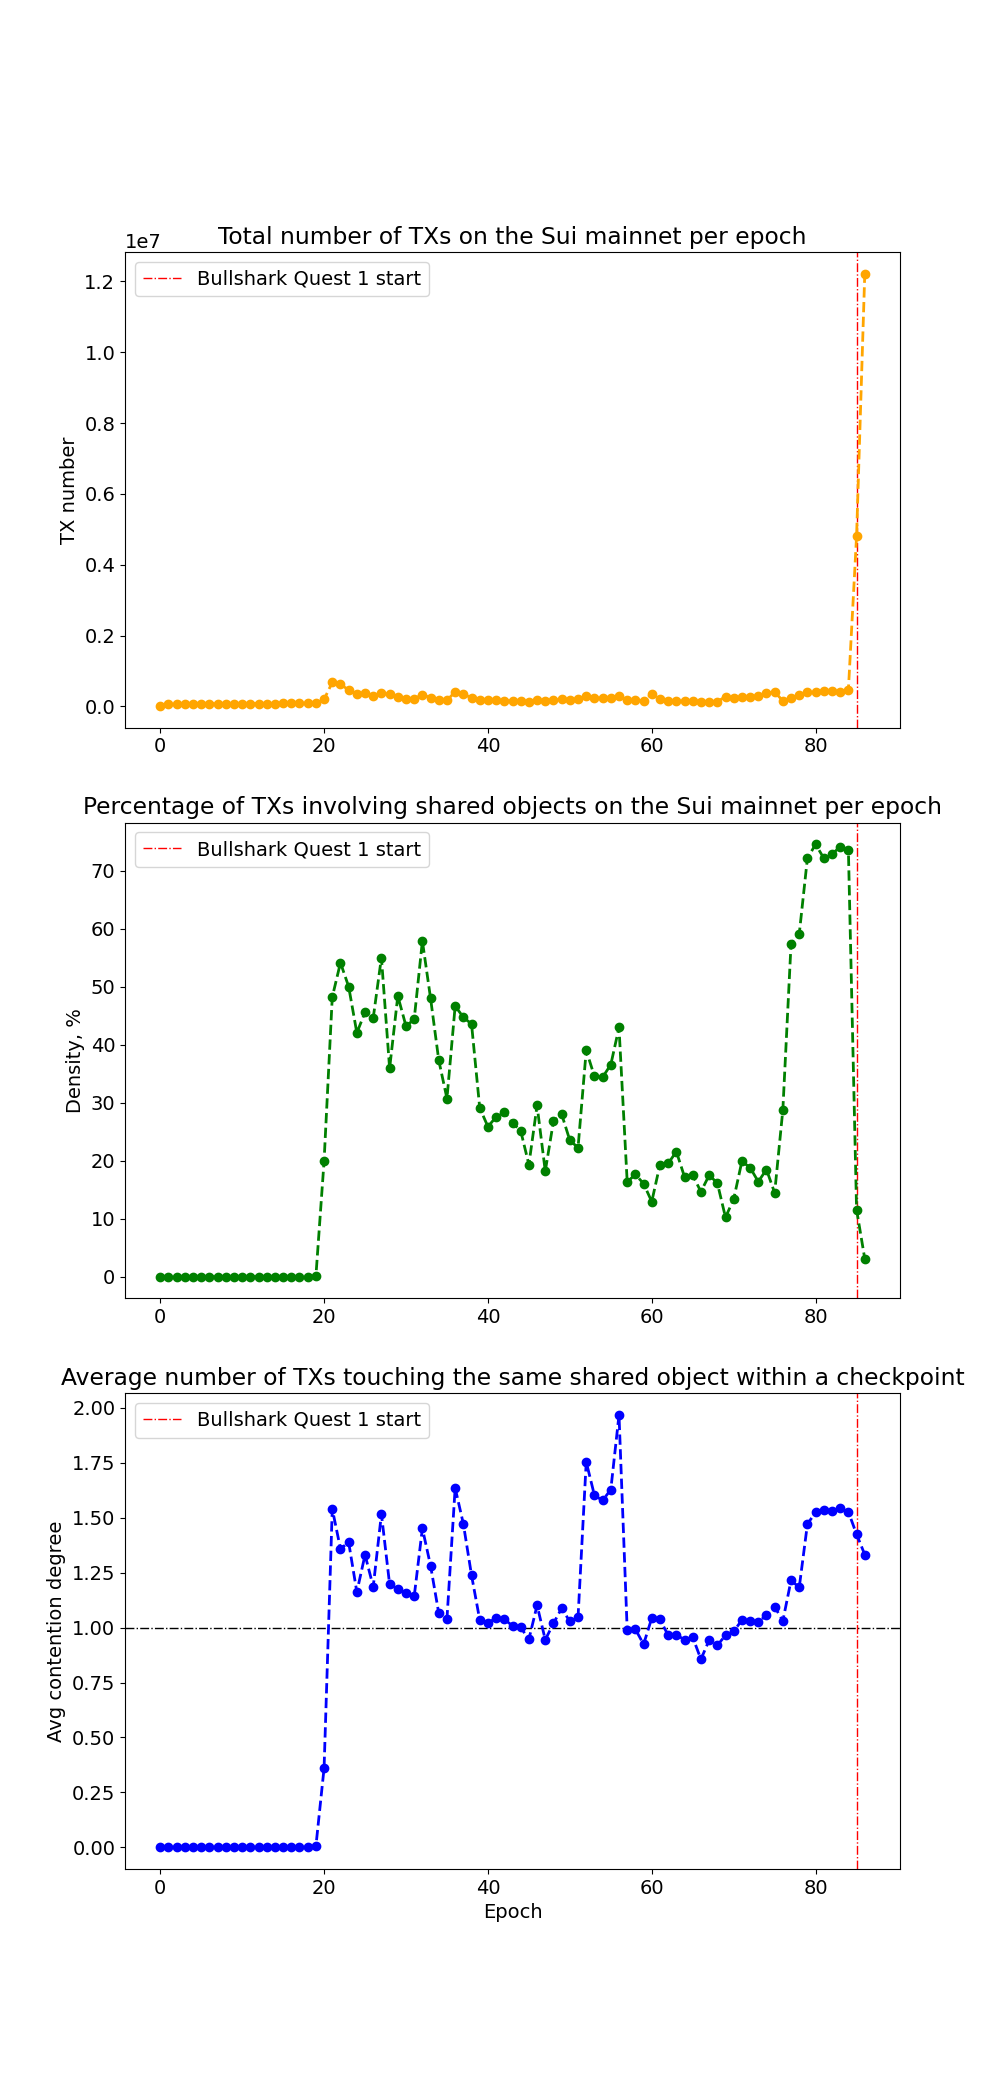 Total number of TXs on the Sui mainnet per epoch
1e7
Bullshark Quest 1 start
1.2
1.0
0.8
0.6
0.4
0.2
0.0
TX number
0 20 40 60 80
Percentage of TXs involving shared objects on the Sui mainnet per epoch
Bullshark Quest 1 start
70
60
50
40
30
20
10
0
Density, %
0 20 40 60 80
Average number of TXs touching the same shared object within a checkpoint
Bullshark Quest 1 start
2.00
1.75
1.50
1.25
1.00
0.75
0.50
0.25
0.00
Avg contention degree
0 20 40 60 80
Epoch